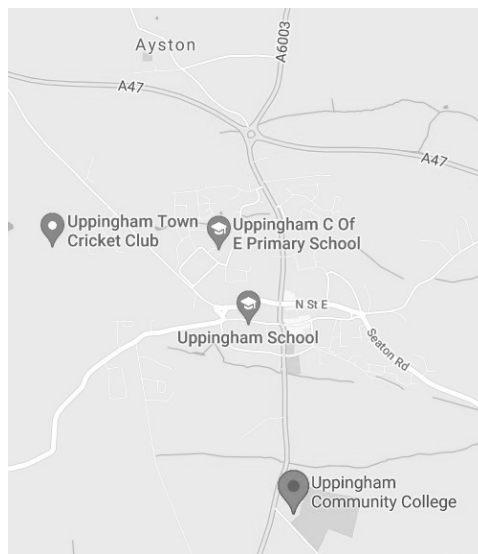 Ayston
A6003
A47
A47
Uppingham Town
Cricket Club
Uppingham C Of
E Primary School
N St E
Uppingham School
Seaton Rd
Uppingham
Community College